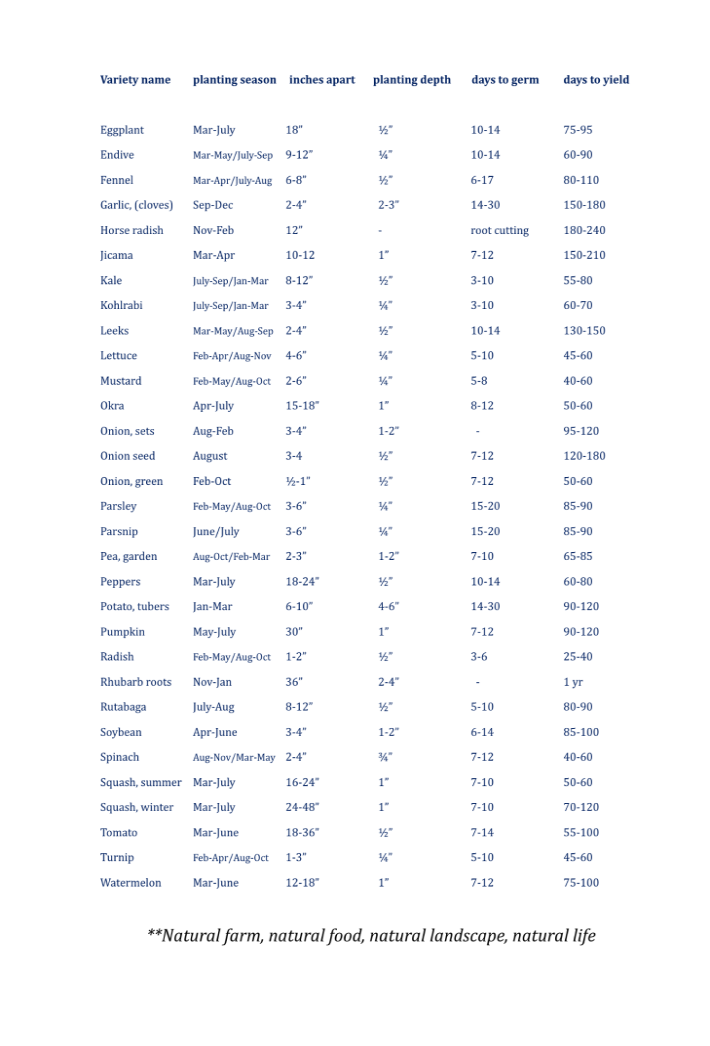 Variety name planting season inches apart planting depth days to germ days to yield
Eggplant Mar-July 18” ½” 10-14 75-95
Endive Mar-May/July-Sep 9-12” ¼” 10-14 60-90
Fennel Mar-Apr/July-Aug 6-8” ½” 6-17 80-110
Garlic, (cloves) Sep-Dec 2-4” 2-3” 14-30 150-180
Horse radish Nov-Feb 12” - root cutting 180-240
Jicama Mar-Apr 10-12 1” 7-12 150-210
Kale July-Sep/Jan-Mar 8-12” ½” 3-10 55-80
Kohlrabi July-Sep/Jan-Mar 3-4” ¼” 3-10 60-70
Leeks Mar-May/Aug-Sep 2-4” ½” 10-14 130-150
Lettuce Feb-Apr/Aug-Nov 4-6” ¼” 5-10 45-60
Mustard Feb-May/Aug-Oct 2-6” ¼” 5-8 40-60
Okra Apr-July 15-18” 1” 8-12 50-60
Onion, sets Aug-Feb 3-4” 1-2” - 95-120
Onion seed August 3-4 ½” 7-12 120-180
Onion, green Feb-Oct ½-1” ½” 7-12 50-60
Parsley Feb-May/Aug-Oct 3-6” ¼” 15-20 85-90
Parsnip June/July 3-6” ¼” 15-20 85-90
Pea, garden Aug-Oct/Feb-Mar 2-3” 1-2” 7-10 65-85
Peppers Mar-July 18-24” ½” 10-14 60-80
Potato, tubers Jan-Mar 6-10” 4-6” 14-30 90-120
Pumpkin May-July 30” 1” 7-12 90-120
Radish Feb-May/Aug-Oct 1-2” ½” 3-6 25-40
Rhubarb roots Nov-Jan 36” 2-4” - 1 yr
Rutabaga July-Aug 8-12” ½” 5-10 80-90
Soybean Apr-June 3-4” 1-2” 6-14 85-100
Spinach Aug-Nov/Mar-May 2-4” ¾” 7-12 40-60
Squash, summer Mar-July 16-24” 1” 7-10 50-60
Squash, winter Mar-July 24-48” 1” 7-10 70-120
Tomato Mar-June 18-36” ½” 7-14 55-100
Turnip Feb-Apr/Aug-Oct 1-3” ¼” 5-10 45-60
Watermelon Mar-June 12-18” 1” 7-12 75-100
**Natural farm, natural food, natural landscape, natural life